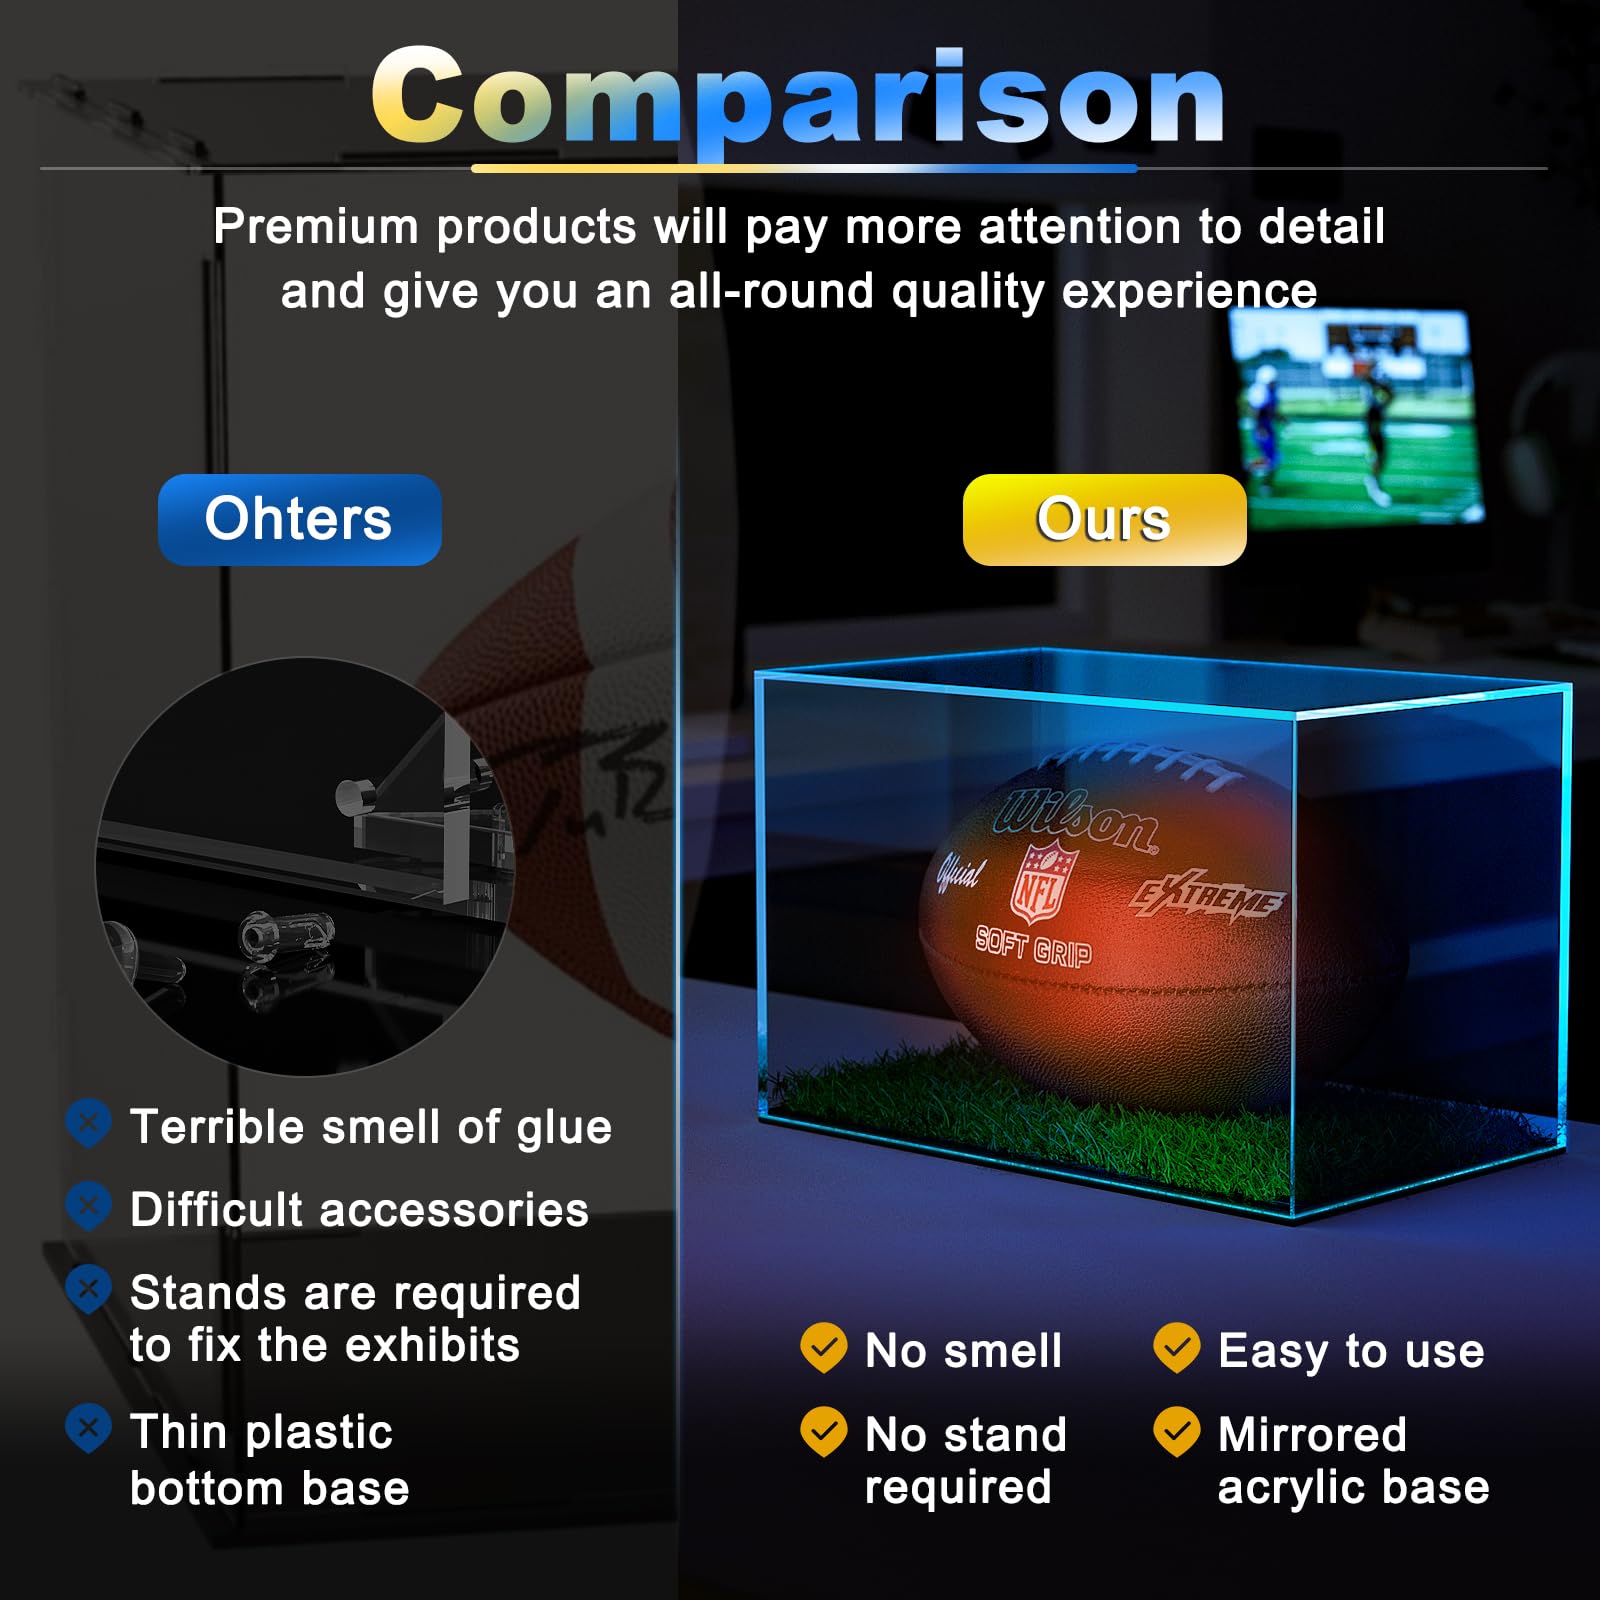 Comparison
Premium products will pay more attention to detail
and give you an all-round quality experience
Ohters
Ours
Wilson
Official
NFL
EXTREME
SOFT GRIP
Terrible smell of glue
Difficult accessories
Stands are required
to fix the exhibits
Thin plastic
bottom base
No smell
Easy to use
No stand
required
Mirrored
acrylic base